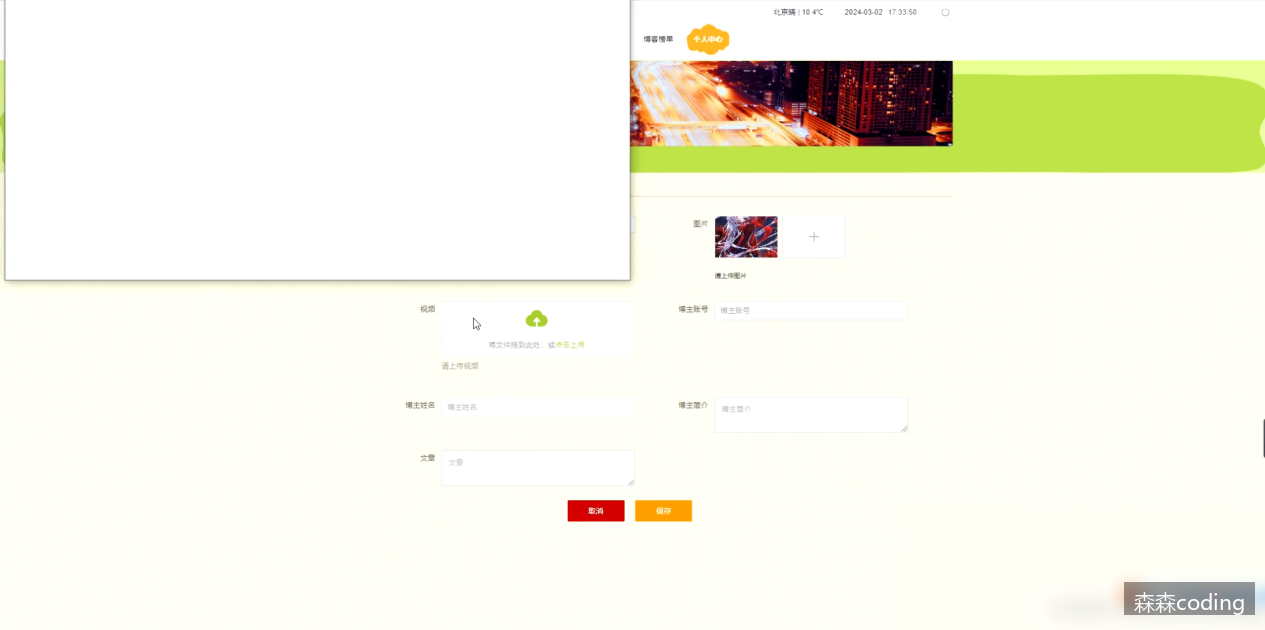 北京晴 | 10.4℃ 2024-03-02 17:33:58
博客榜单 个人中心
图片
请上传图片
视频
将文件拖到此处，或点击上传
请上传视频
博主账号 博主账号
博主姓名 博主姓名
博主简介 博主简介
文章 文章
取消 保存
森森coding